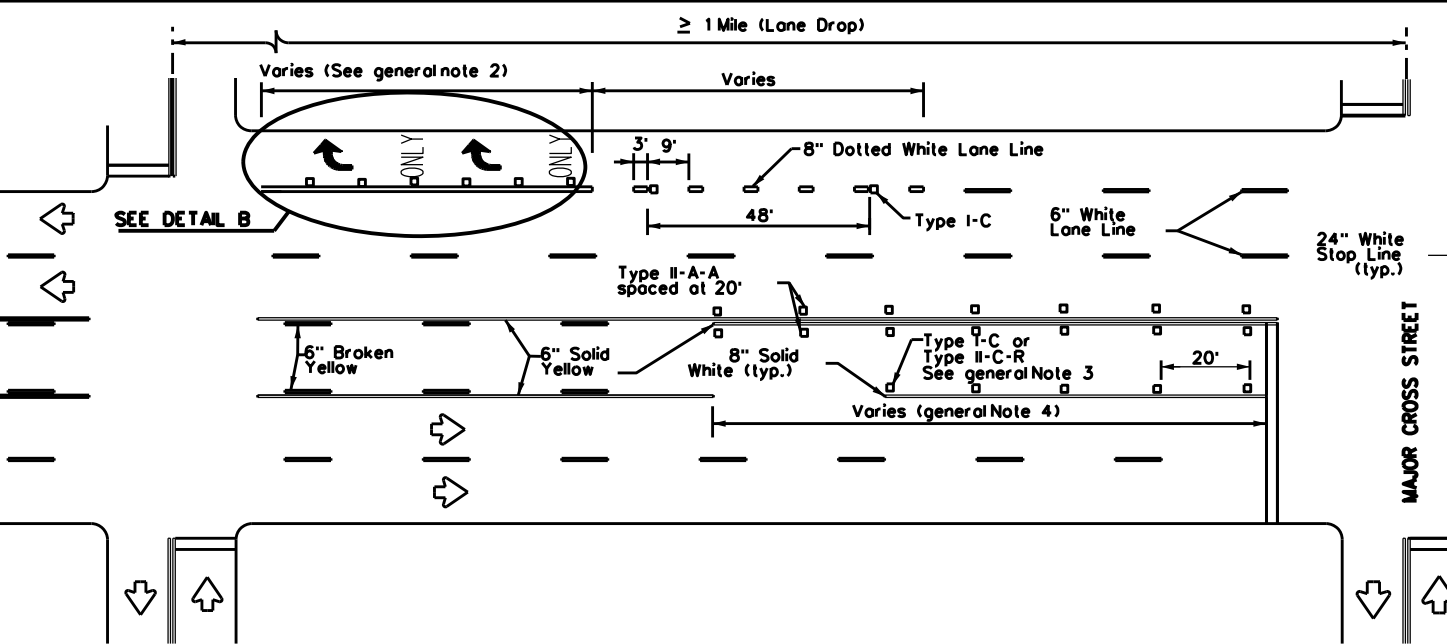 ≥ 1 Mile (Lane Drop)
Varies (See general note 2)
Varies
ONLY
ONLY
3'
9'
8" Dotted White Lane Line
SEE DETAIL B
48'
Type I-C
6" White
Lane Line
24" White
Stop Line
(typ.)
Type II-A-A
spaced at 20'
6" Broken
Yellow
6" Solid
Yellow
8" Solid
White (typ.)
Type I-C or
Type II-C-R
See general Note 3
20'
Varies (general Note 4)
MAJOR CROSS STREET